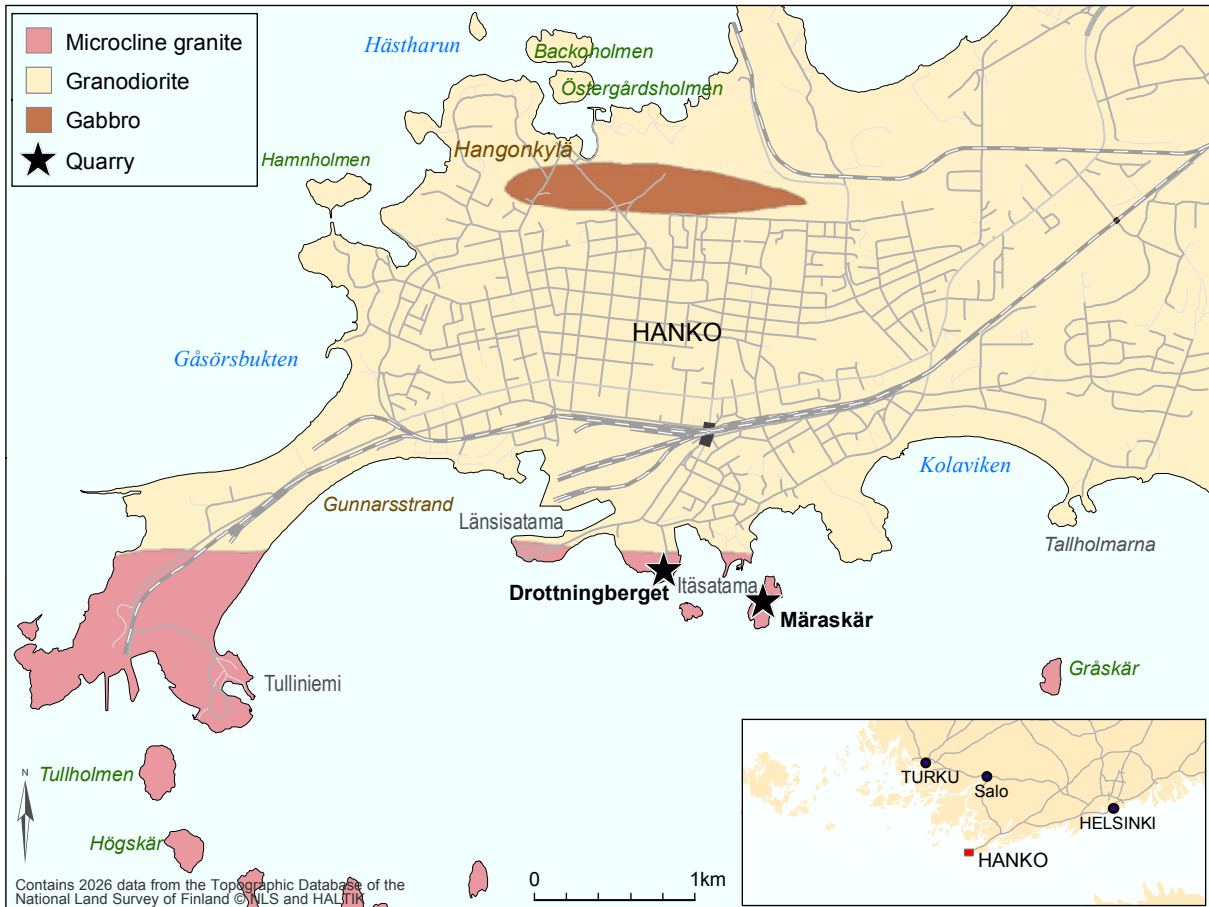 Microcline granite
Granodiorite
Gabbro
Quarry
Hästharun
Backoholmen
Östergårdsholmen
Hangonkylä
Hamnholmen
HANKO
Gåsörsbukten
Kolaviken
Gunnarsstrand
Länsisatama
Tallholmarna
Drottningberget
Itäsatama
Märaskär
Gråskär
Tulliniemi
Tullholmen
Högskär
N
TURKU
Salo
HELSINKI
HANKO
0 1km
Contains 2026 data from the Topographic Database of the
National Land Survey of Finland © NLS and HALTIK